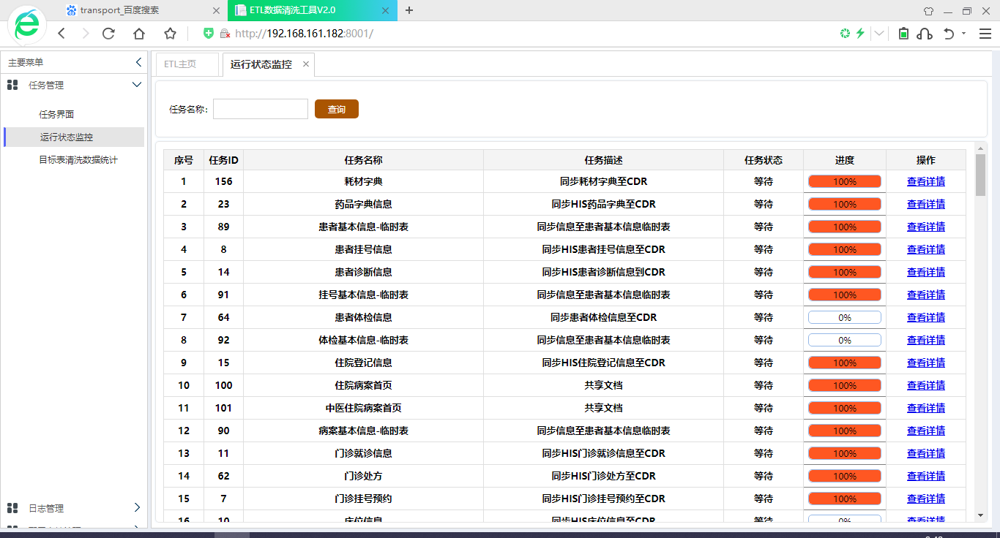 transport_百度搜索
ETL数据清洗工具V2.0
http://192.168.161.182:8001/
主要菜单
任务管理
任务界面
运行状态监控
目标表清洗数据统计
日志管理
ETL主页
运行状态监控
任务名称:
查询
序号 任务ID 任务名称 任务描述 任务状态 进度 操作
1 156 耗材字典 同步耗材字典至CDR 等待 100% 查看详情
2 23 药品字典信息 同步HIS药品字典至CDR 等待 100% 查看详情
3 89 患者基本信息-临时表 同步信息至患者基本信息临时表 等待 100% 查看详情
4 8 患者挂号信息 同步HIS患者挂号信息至CDR 等待 100% 查看详情
5 14 患者诊断信息 同步HIS患者诊断信息到CDR 等待 100% 查看详情
6 91 挂号基本信息-临时表 同步信息至患者基本信息临时表 等待 100% 查看详情
7 64 患者体检信息 同步患者体检信息至CDR 等待 0% 查看详情
8 92 体检基本信息-临时表 同步信息至患者基本信息临时表 等待 0% 查看详情
9 15 住院登记信息 同步HIS住院登记信息至CDR 等待 100% 查看详情
10 100 住院病案首页 共享文档 等待 100% 查看详情
11 101 中医住院病案首页 共享文档 等待 100% 查看详情
12 90 病案基本信息-临时表 同步信息至患者基本信息临时表 等待 100% 查看详情
13 11 门诊就诊信息 同步HIS门诊就诊信息至CDR 等待 100% 查看详情
14 62 门诊处方 同步HIS门诊处方至CDR 等待 100% 查看详情
15 7 门诊挂号预约 同步HIS门诊挂号预约至CDR 等待 100% 查看详情
16 10 床位信息 同步HIS床位信息至CDR 等待 0% 查看详情